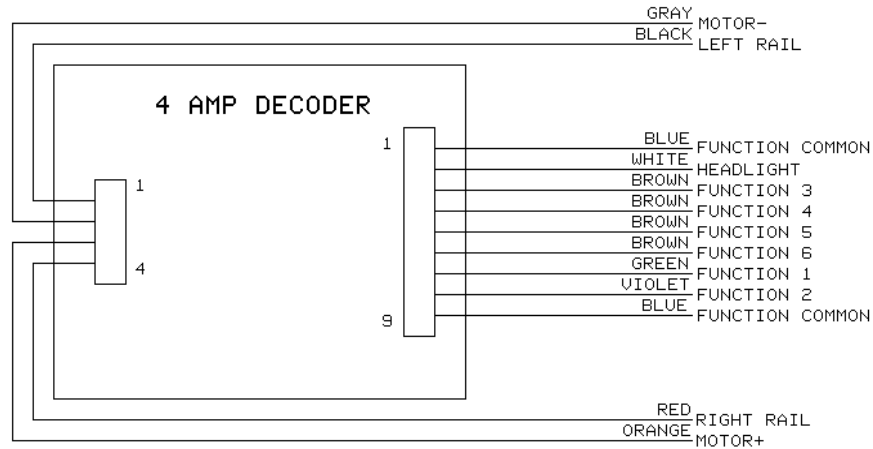 GRAY MOTOR-
BLACK LEFT RAIL
4 AMP DECODER
1
BLUE FUNCTION COMMON
WHITE HEADLIGHT
BROWN FUNCTION 3
1
BROWN FUNCTION 4
BROWN FUNCTION 5
BROWN FUNCTION 6
4
GREEN FUNCTION 1
VIOLET FUNCTION 2
9
BLUE FUNCTION COMMON
RED RIGHT RAIL
ORANGE MOTOR+